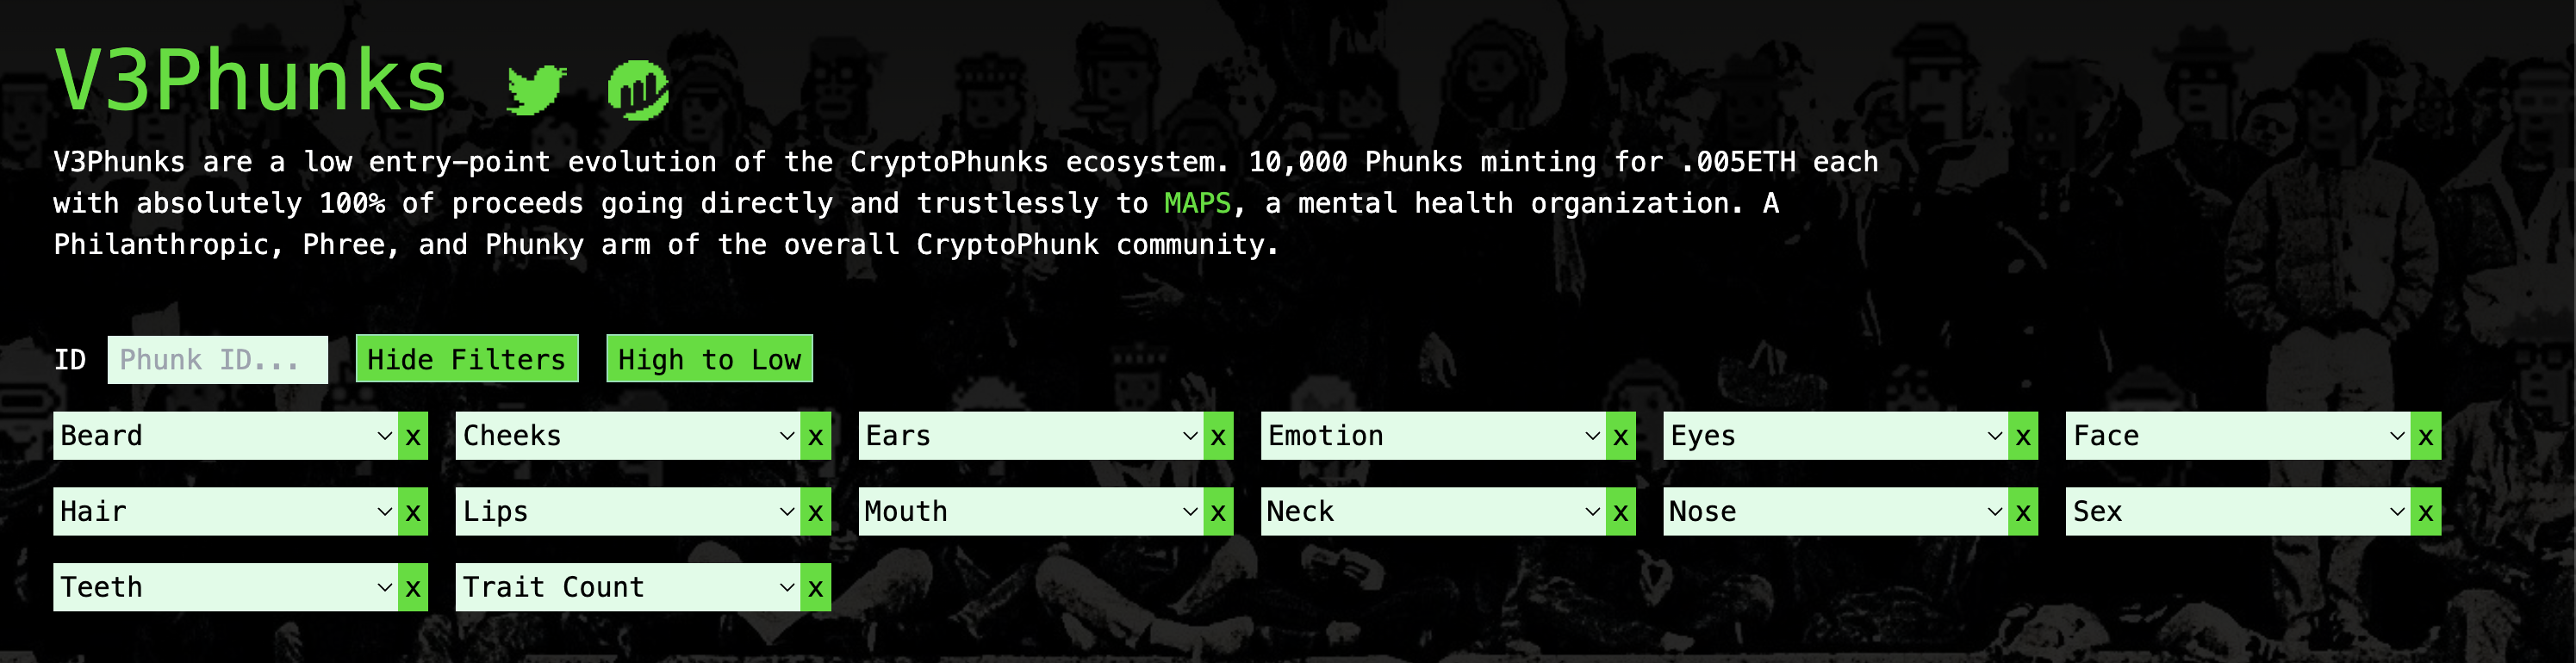 V3Phunks
V3Phunks are a low entry-point evolution of the CryptoPhunks ecosystem. 10,000 Phunks minting for .005ETH each
with absolutely 100% of proceeds going directly and trustlessly to MAPS, a mental health organization. A
Philanthropic, Phree, and Phunky arm of the overall CryptoPhunk community.
ID Phunk ID... Hide Filters High to Low
Beard x Cheeks x Ears x Emotion x Eyes x Face x
Hair x Lips x Mouth x Neck x Nose x Sex x
Teeth x Trait Count x